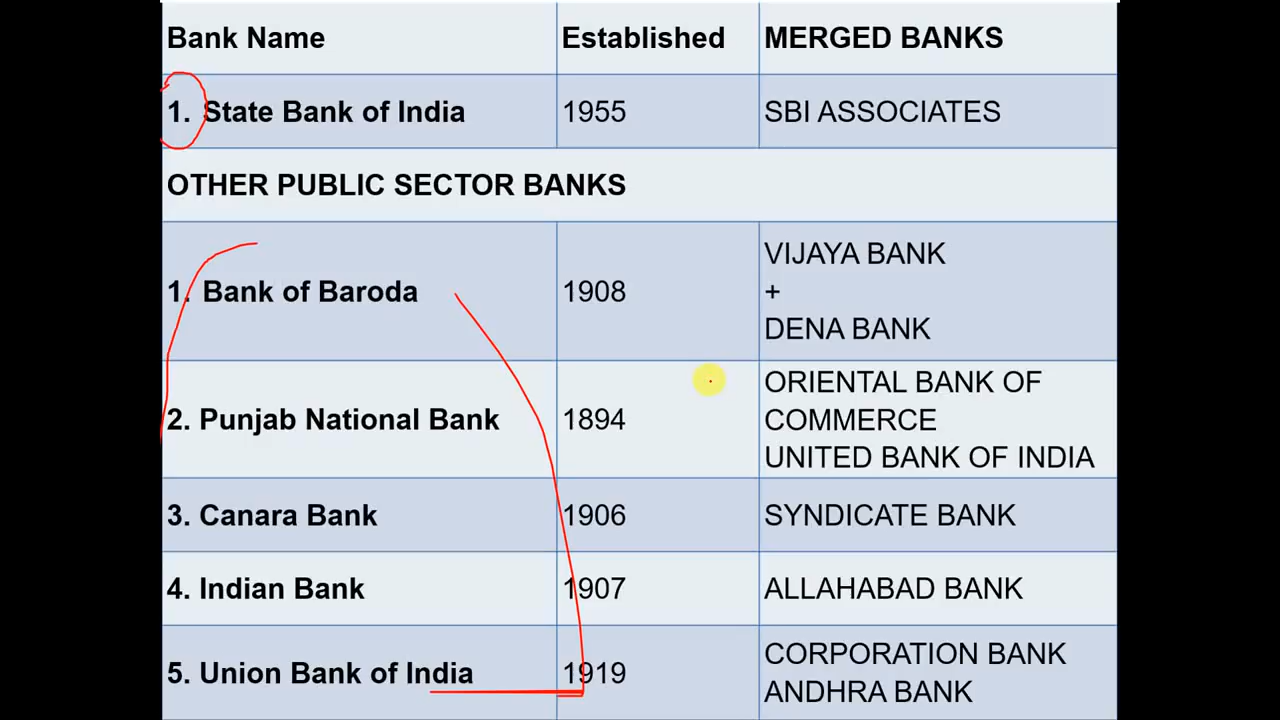 Bank Name Established MERGED BANKS
1. State Bank of India 1955 SBI ASSOCIATES
OTHER PUBLIC SECTOR BANKS
1. Bank of Baroda 1908 VIJAYA BANK
+
DENA BANK
2. Punjab National Bank 1894 ORIENTAL BANK OF
COMMERCE
UNITED BANK OF INDIA
3. Canara Bank 1906 SYNDICATE BANK
4. Indian Bank 1907 ALLAHABAD BANK
5. Union Bank of India 1919 CORPORATION BANK
ANDHRA BANK